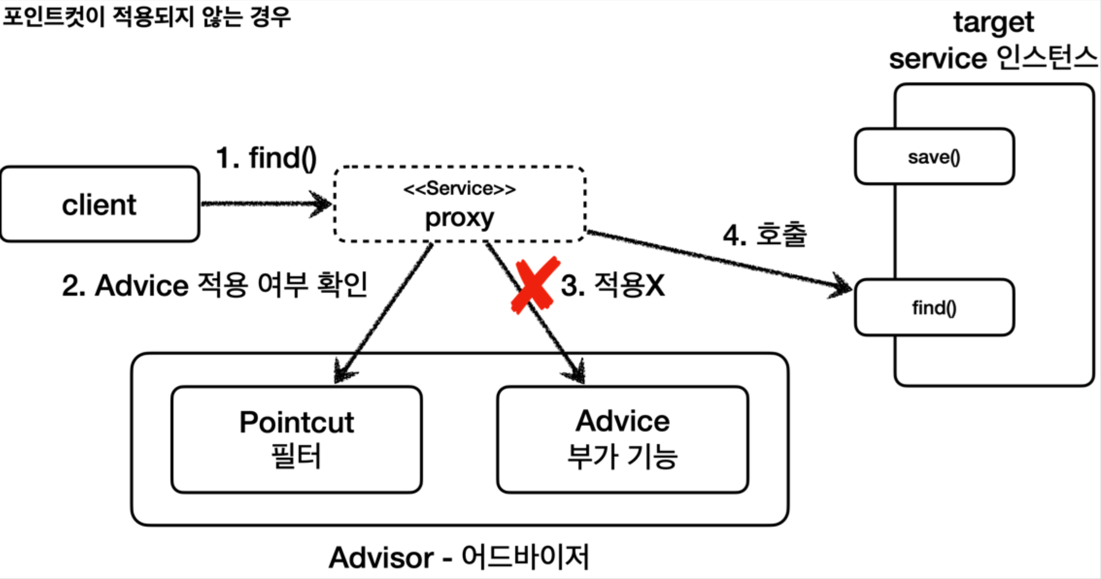 포인트컷이 적용되지 않는 경우
target
service 인스턴스
1. find()
save()
client
<<Service>>
proxy
4. 호출
2. Advice 적용 여부 확인
3. 적용X
find()
Pointcut
필터
Advice
부가 기능
Advisor - 어드바이저